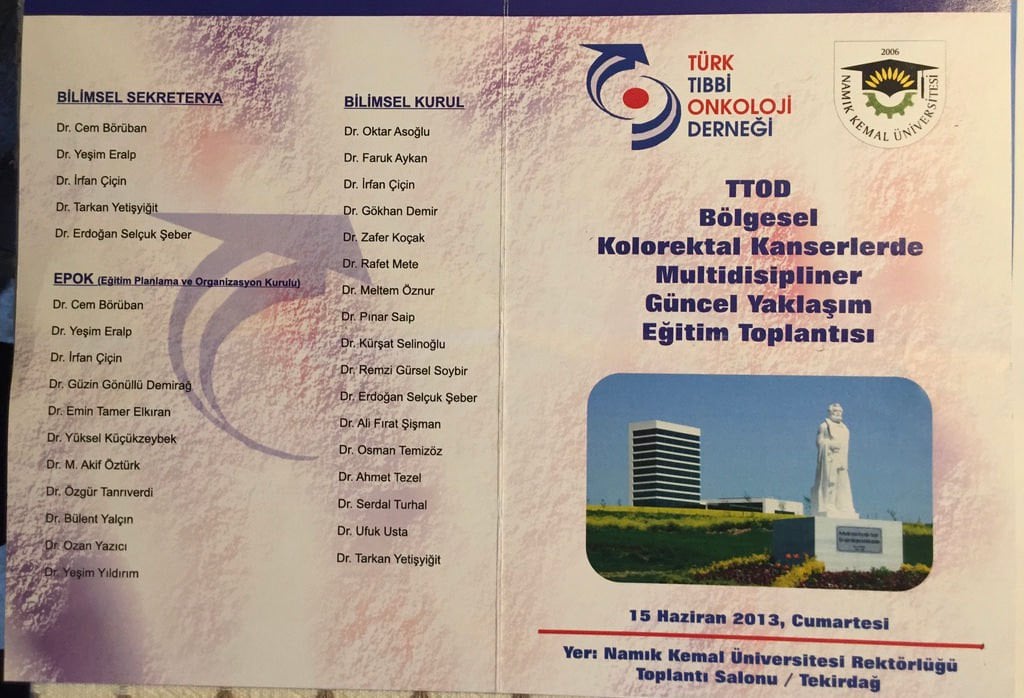 BİLİMSEL SEKRETERYA
Dr. Cem Börüban
Dr. Yeşim Eralp
Dr. İrfan Çiçin
Dr. Tarkan Yetişyiğit
Dr. Erdoğan Selçuk Şeber
EPOK (Eğitim Planlama ve Organizasyon Kurulu)
Dr. Cem Börüban
Dr. Yeşim Eralp
Dr. İrfan Çiçin
Dr. Güzin Gönüllü Demirağ
Dr. Emin Tamer Elkıran
Dr. Yüksel Küçükzeybek
Dr. M. Akif Öztürk
Dr. Özgür Tanrıverdi
Dr. Bülent Yalçın
Dr. Ozan Yazıcı
Dr. Yeşim Yıldırım
BİLİMSEL KURUL
Dr. Oktar Asoğlu
Dr. Faruk Aykan
Dr. İrfan Çiçin
Dr. Gökhan Demir
Dr. Zafer Koçak
Dr. Rafet Mete
Dr. Meltem Öznur
Dr. Pınar Saip
Dr. Kürşat Selinoğlu
Dr. Remzi Gürsel Soybir
Dr. Erdoğan Selçuk Şeber
Dr. Ali Fırat Şişman
Dr. Osman Temizöz
Dr. Ahmet Tezel
Dr. Serdal Turhal
Dr. Ufuk Usta
Dr. Tarkan Yetişyiğit
TÜRK
TIBBİ
ONKOLOJİ
DERNEĞİ
2006
NAMIK KEMAL ÜNİVERSİTESİ
TTOD
Bölgesel
Kolorektal Kanserlerde
Multidisipliner
Güncel Yaklaşım
Eğitim Toplantısı
15 Haziran 2013, Cumartesi
Yer: Namık Kemal Üniversitesi Rektörlüğü
Toplantı Salonu / Tekirdağ